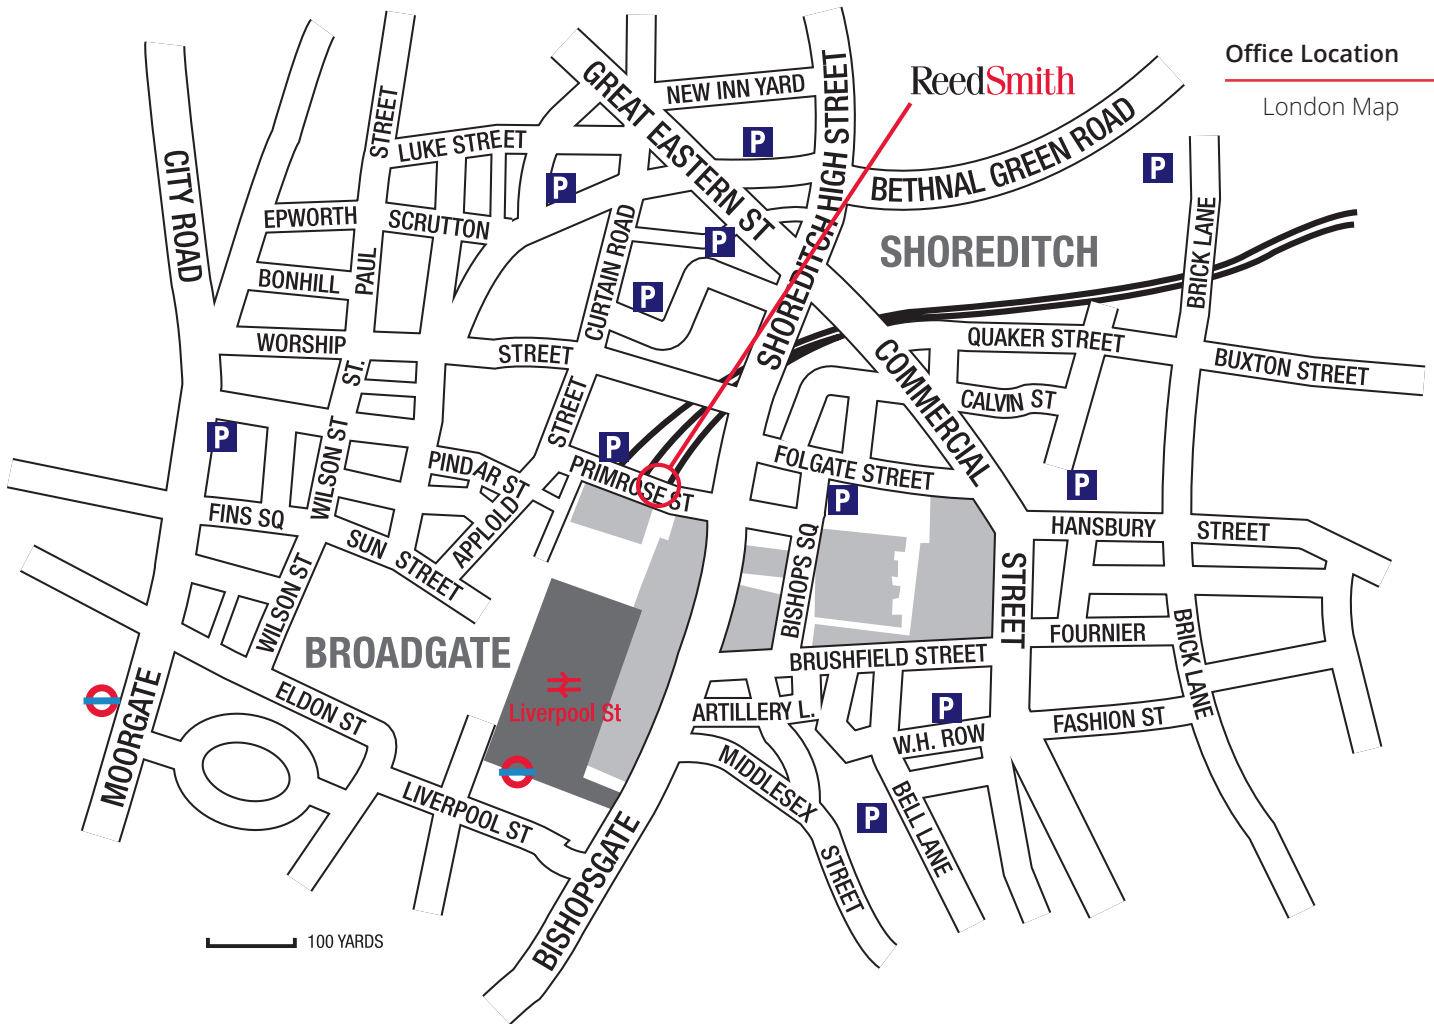 Office Location
London Map
ReedSmith
NEW INN YARD
GREAT EASTERN ST
SHOREDITCH HIGH STREET
BETHNAL GREEN ROAD
STREET
LUKE STREET
P
P
P
CITY ROAD
EPWORTH
SCRUTTON
PAUL
BONHILL
CURTAIN ROAD
P
P
SHOREDITCH
BRICK LANE
WORSHIP
STREET
ST.
QUAKER STREET
BUXTON STREET
COMMERCIAL
CALVIN ST
STREET
P
P
WILSON ST
PINDAR ST
PRIMROSE ST
FOLGATE STREET
P
P
FINS SQ
SUN STREET
APPLOLD
BISHOPS SQ
HANSBURY
STREET
STREET
WILSON ST
BROADGATE
FOURNIER
BRICK LANE
BRUSHFIELD STREET
ELDON ST
Liverpool St
ARTILLERY L.
P
FASHION ST
W.H. ROW
MOORGATE
MIDDLESEX
STREET
BELL LANE
P
LIVERPOOL ST
BISHOPSGATE
100 YARDS